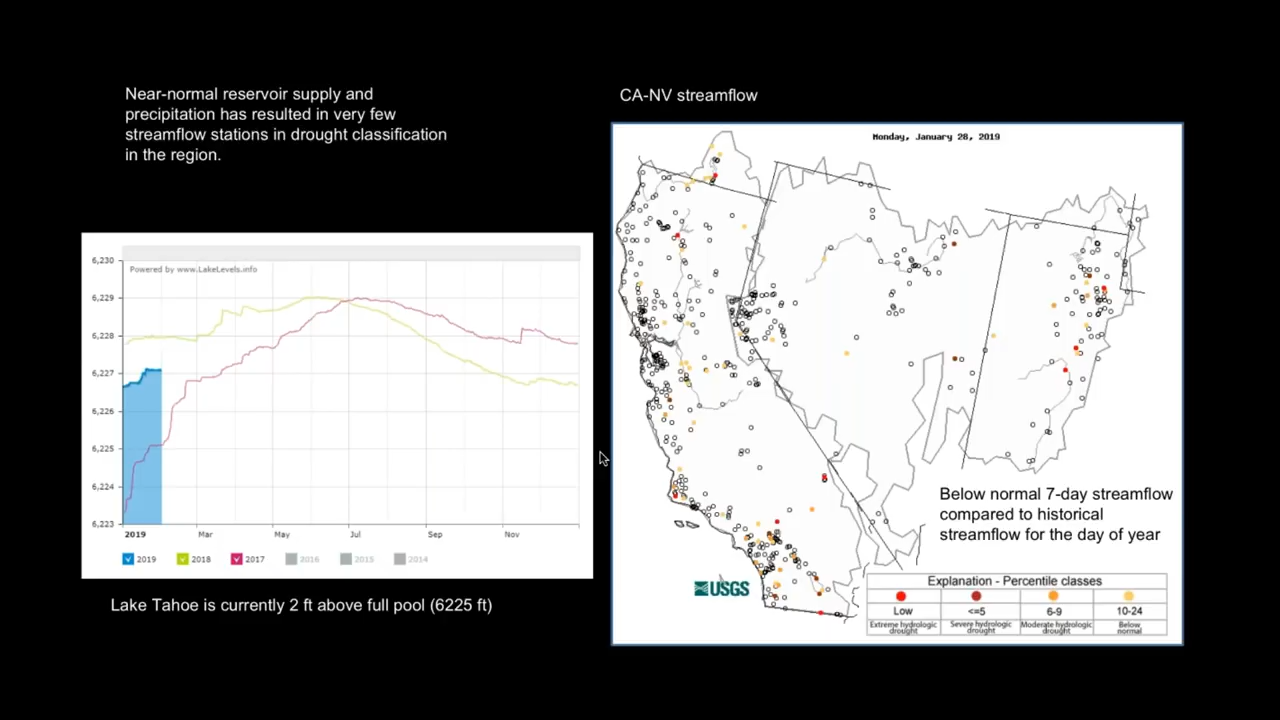 Near-normal reservoir supply and
precipitation has resulted in very few
streamflow stations in drought classification
in the region.
CA-NV streamflow
Monday, January 28, 2019
6,230
Powered by www.LakeLevels.info
6,229
6,228
6,227
6,226
6,225
6,224
6,223
2019 Mar May Jul Sep Nov
2019 2018 2017 2016 2015 2014
Lake Tahoe is currently 2 ft above full pool (6225 ft)
Below normal 7-day streamflow
compared to historical
streamflow for the day of year
USGS
Explanation - Percentile classes
Low <=5 6-9 10-24
Extreme hydrologic drought Severe hydrologic drought Moderate hydrologic drought Below normal